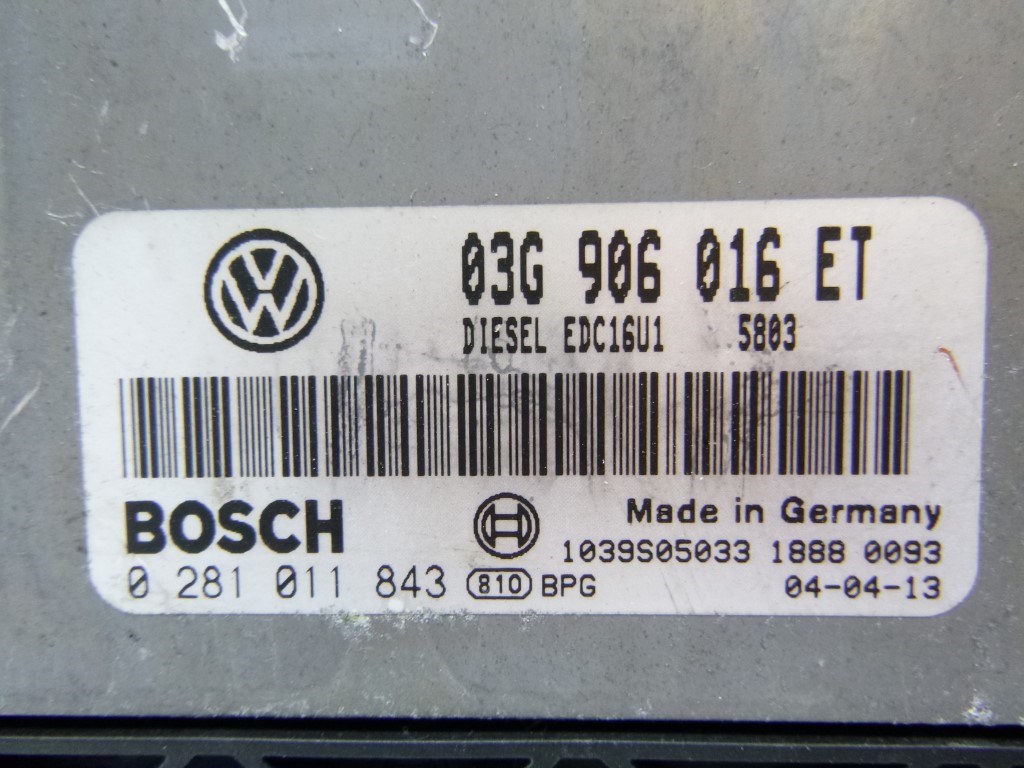 03G 906 016 ET
DIESEL EDC16U1 5803
BOSCH
Made in Germany
1039S05033 1888 0093
0 281 011 843 810 BPG 04-04-13